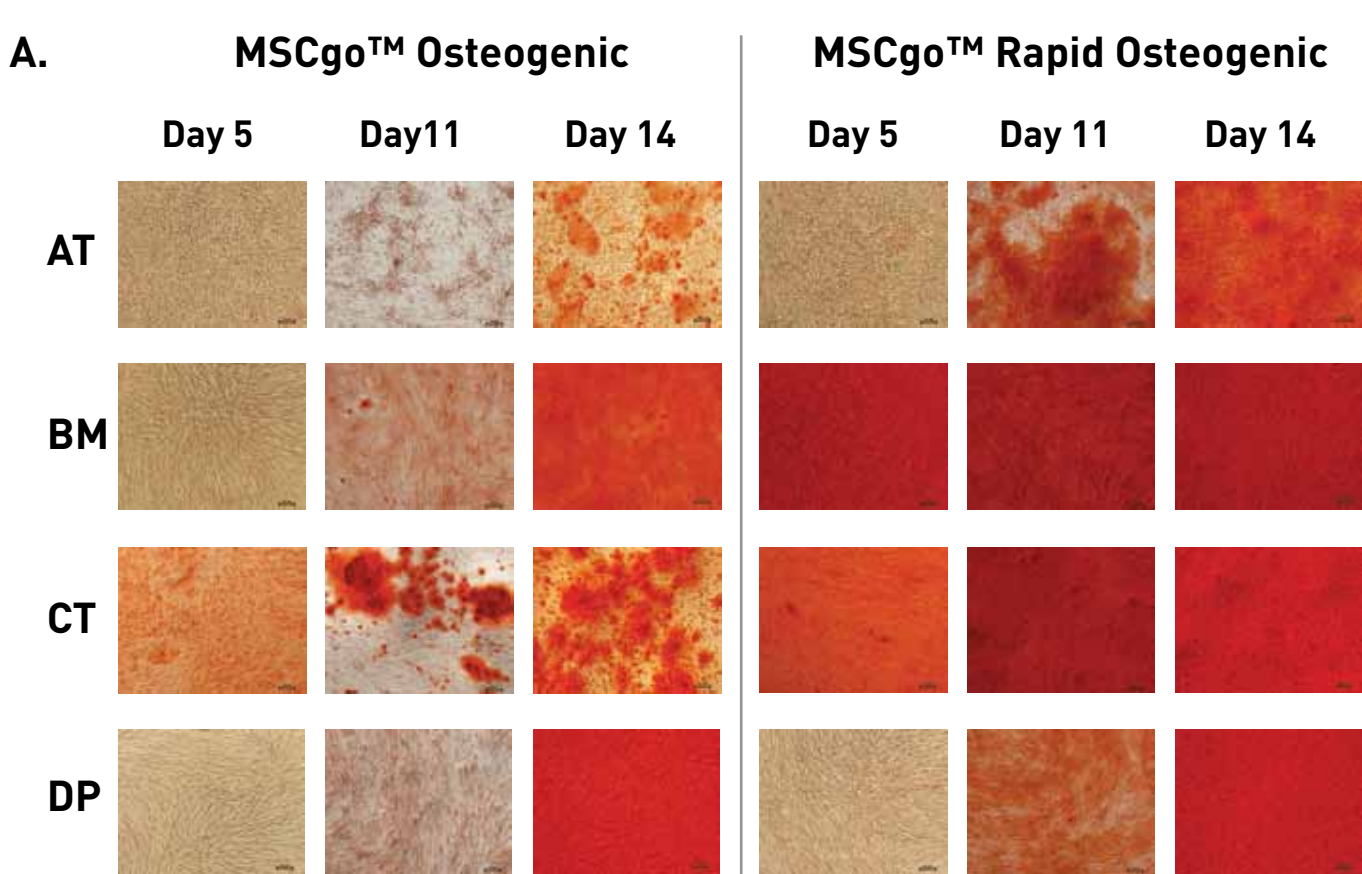 A.
MSCgo™ Osteogenic
MSCgo™ Rapid Osteogenic
Day 5
Day11
Day 14
Day 5
Day 11
Day 14
AT
BM
CT
DP